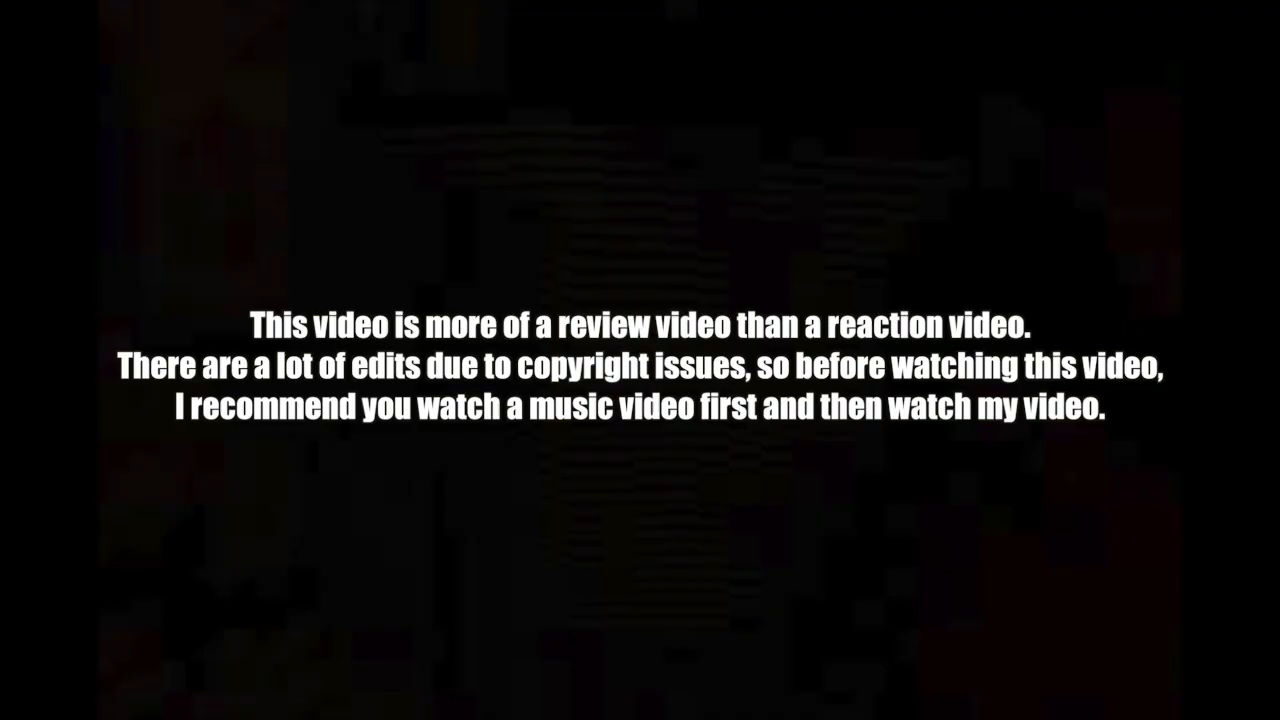 This video is more of a review video than a reaction video.
There are a lot of edits due to copyright issues, so before watching this video,
I recommend you watch a music video first and then watch my video.